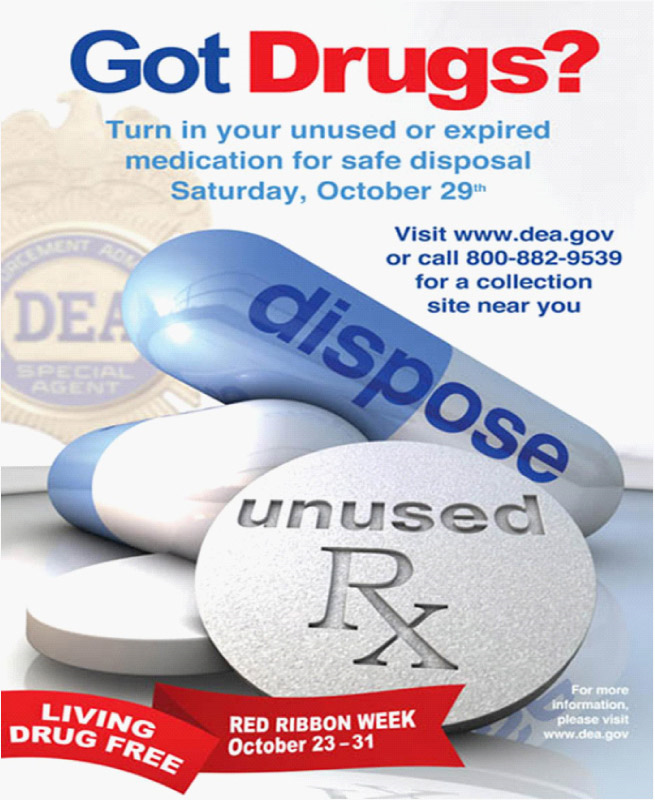 Got Drugs?
Turn in your unused or expired
medication for safe disposal
Saturday, October 29th
Visit www.dea.gov
or call 800-882-9539
for a collection
site near you
DEA
SPECIAL
AGENT
dispose
unused
Rx
For more
information,
please visit
www.dea.gov
LIVING
DRUG FREE
RED RIBBON WEEK
October 23 – 31